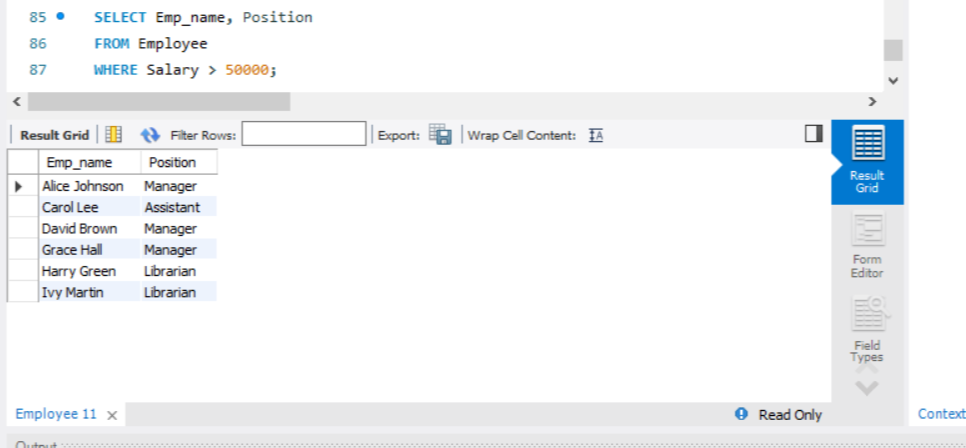 85 SELECT Emp_name, Position
86 FROM Employee
87 WHERE Salary > 50000;
Result Grid Filter Rows: Export: Wrap Cell Content: IA
Emp_name Position
Alice Johnson Manager
Carol Lee Assistant
David Brown Manager
Grace Hall Manager
Harry Green Librarian
Ivy Martin Librarian
Result
Grid
Form
Editor
Field
Types
Employee 11 × Read Only Context
Output